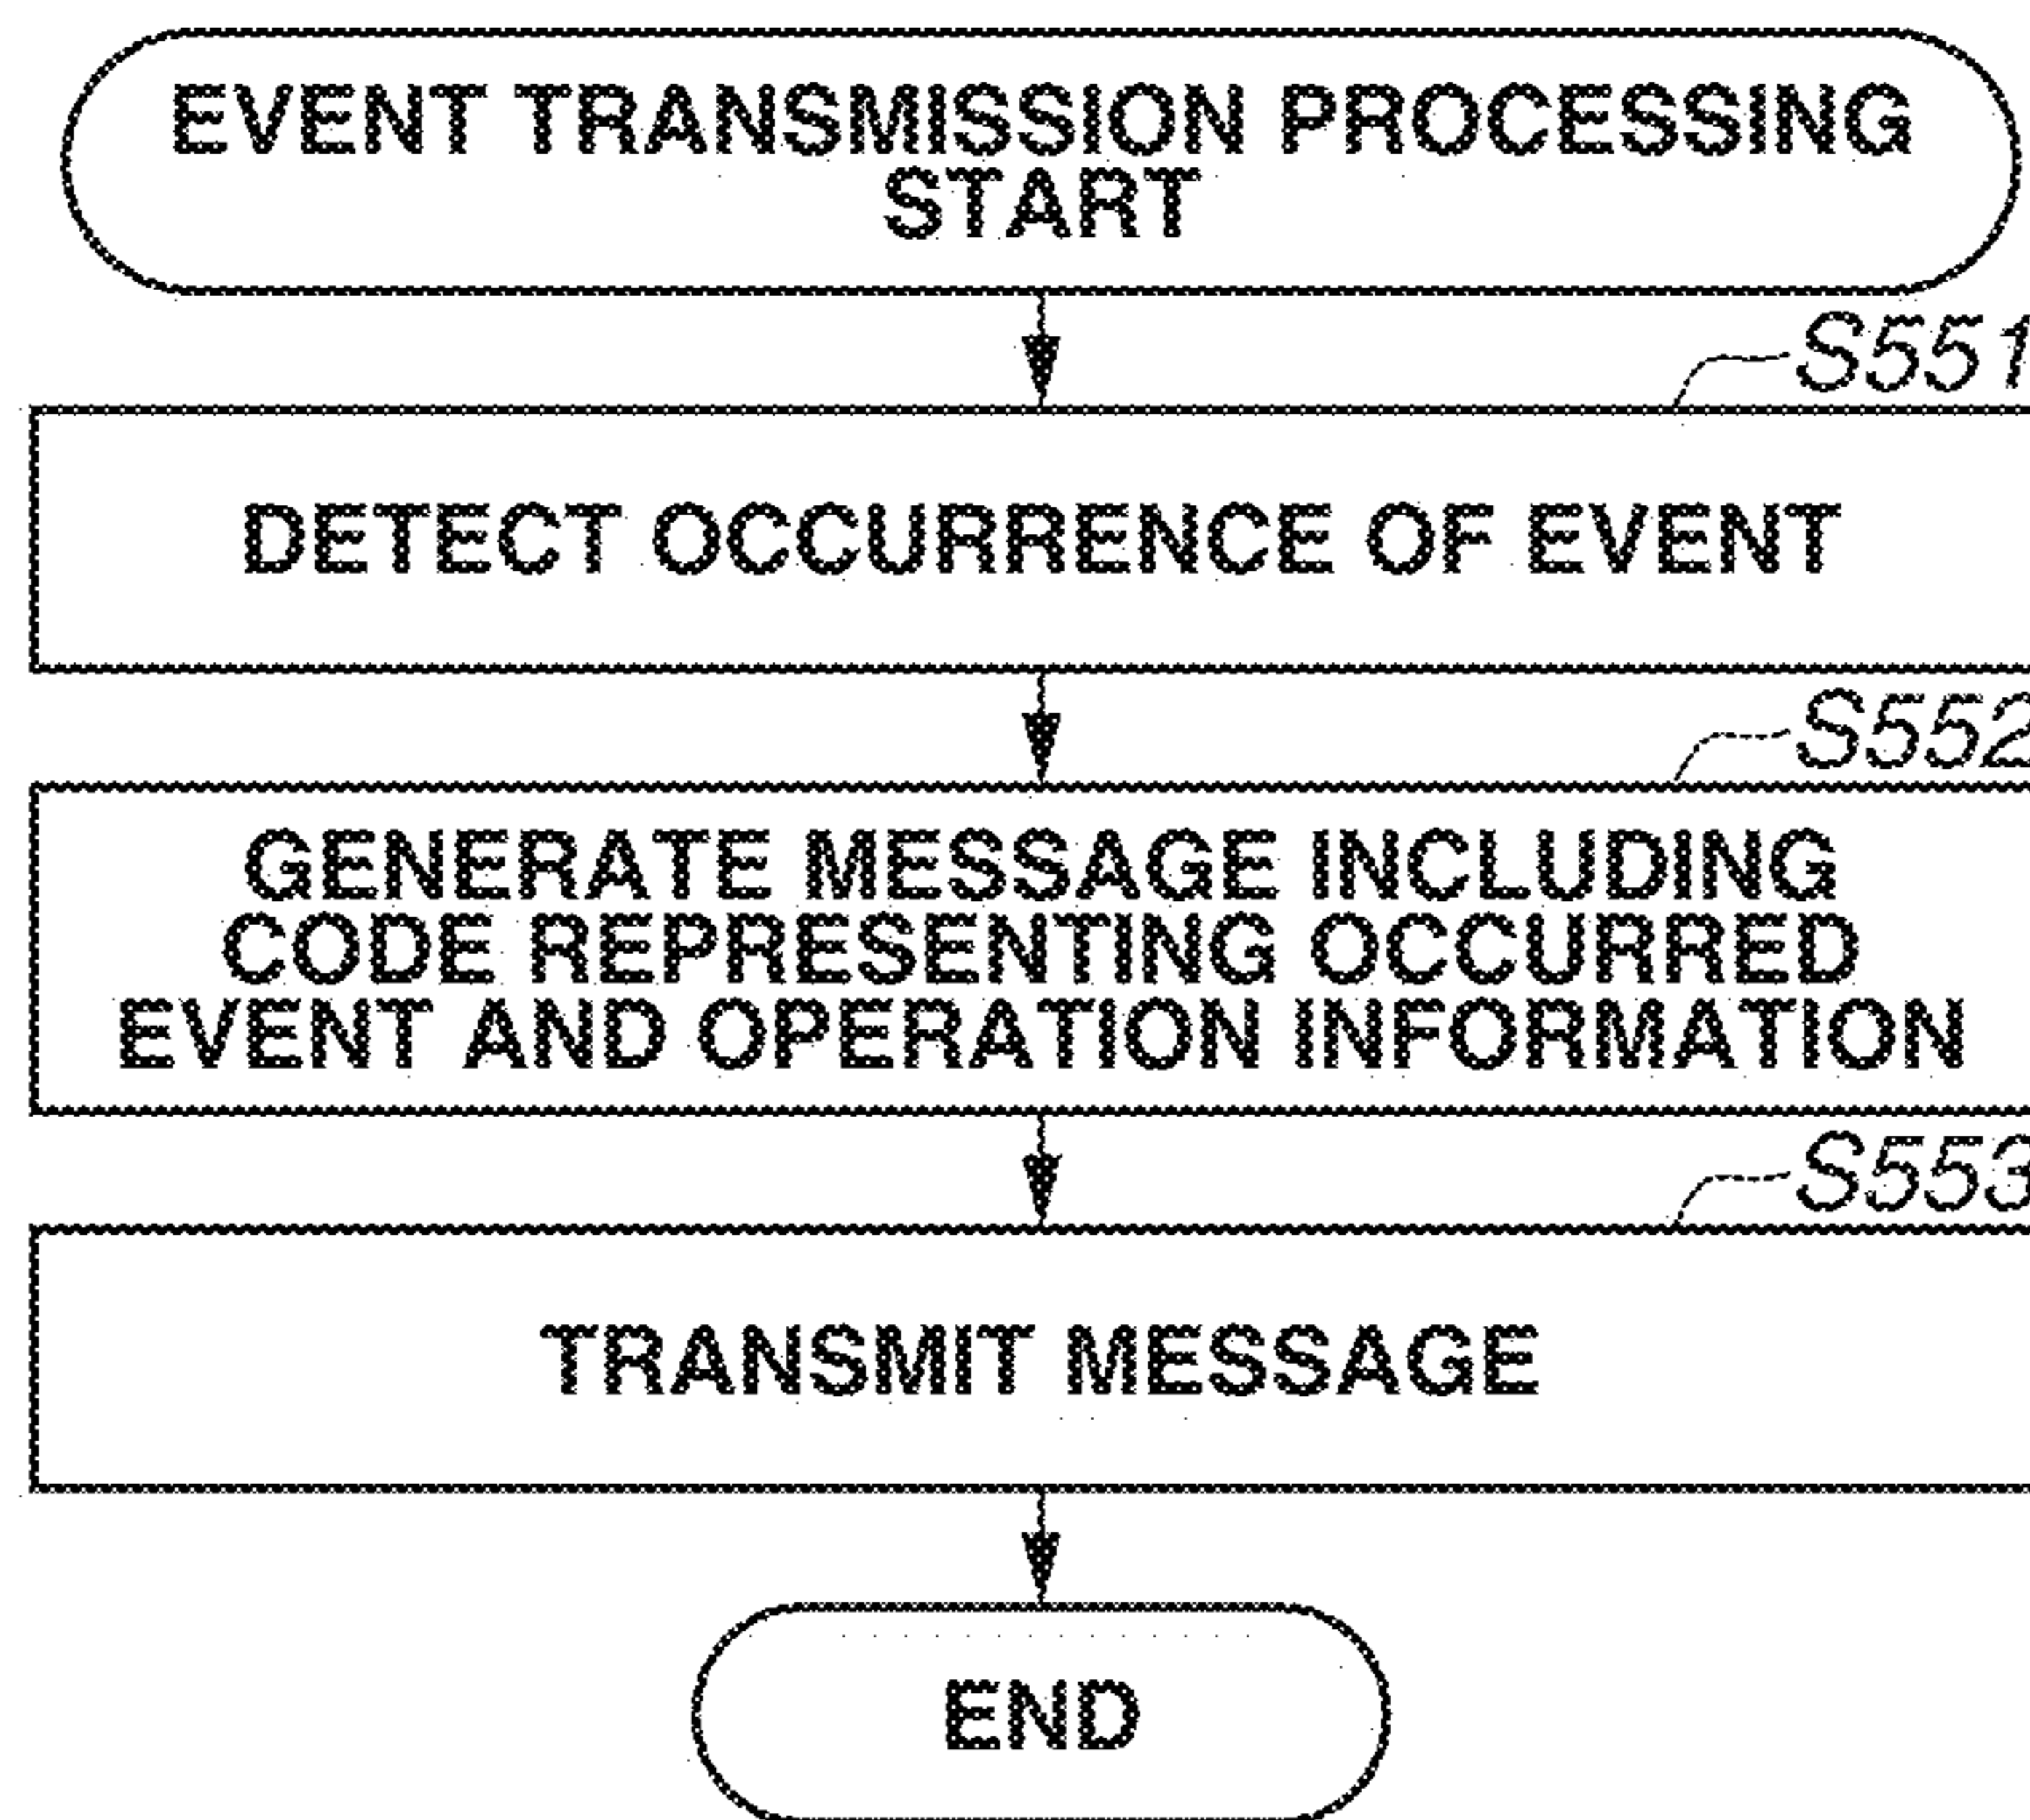 EVENT TRANSMISSION PROCESSING
START
S551
DETECT OCCURRENCE OF EVENT
S552
GENERATE MESSAGE INCLUDING
CODE REPRESENTING OCCURRED
EVENT AND OPERATION INFORMATION
S553
TRANSMIT MESSAGE
END